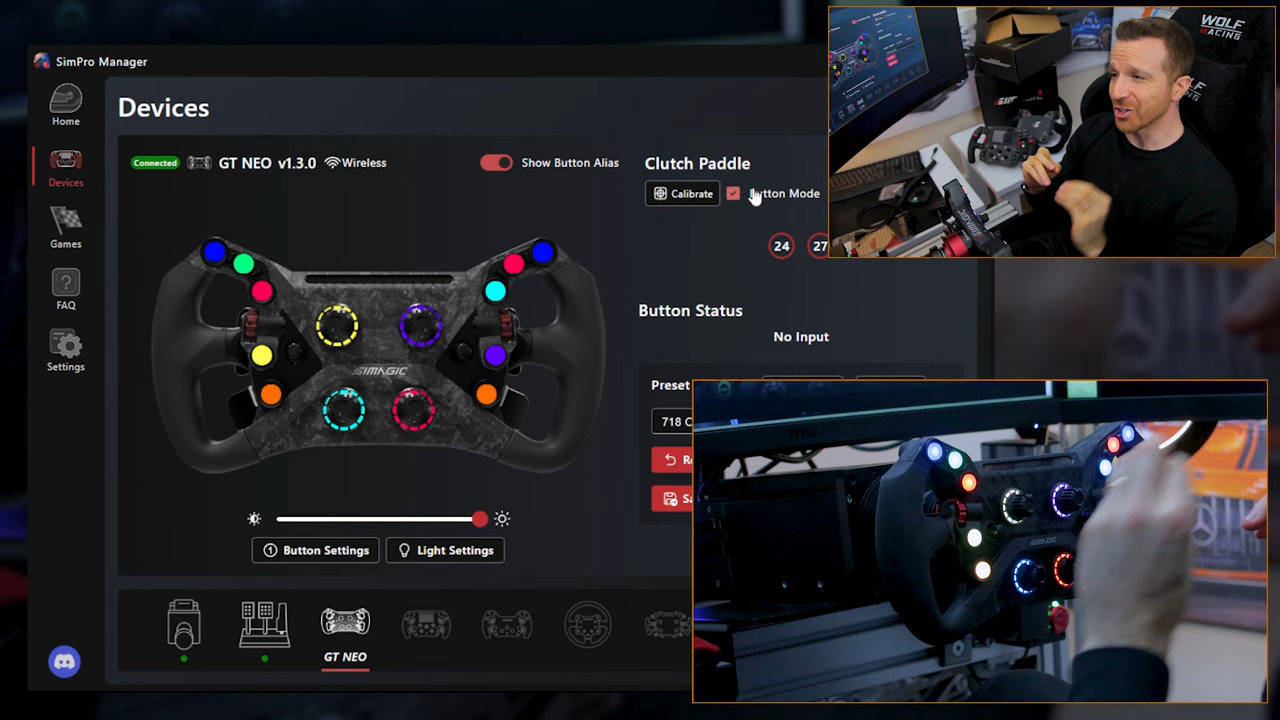 SimPro Manager
Home
Devices
Games
FAQ
Settings
Devices
Connected
GT NEO v1.3.0
Wireless
Show Button Alias
Clutch Paddle
Calibrate
Button Mode
24
27
Button Status
No Input
SIMAGIC
Preset
718 C
Button Settings
Light Settings
GT NEO
WOLF
RACING
SIMAGIC
msi